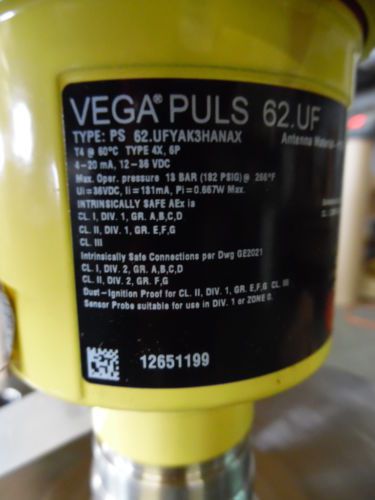 VEGA® PULS 62.UF
TYPE: PS 62.UFYAK3HANAX Antenna Material
T4 @ 60°C TYPE 4X, 6P
4-20 mA, 12-36 VDC
Max. Oper. pressure 13 BAR (182 PSIG) @ 266°F
Ui=36VDC, Ii=131mA, Pi=0.667W Max.
INTRINSICALLY SAFE AEx ia
CL. I, DIV. 1, GR. A,B,C,D
CL. II, DIV. 1, GR. E,F,G
CL. III
Intrinsically Safe Connections per Dwg GE2021
CL. I, DIV. 2, GR. A,B,C,D
CL. II, DIV. 2, GR. F,G
Dust-Ignition Proof for CL. II, DIV. 1, GR. E,F,G CL. III
Sensor Probe suitable for use in DIV. 1 or ZONE 0.
12651199